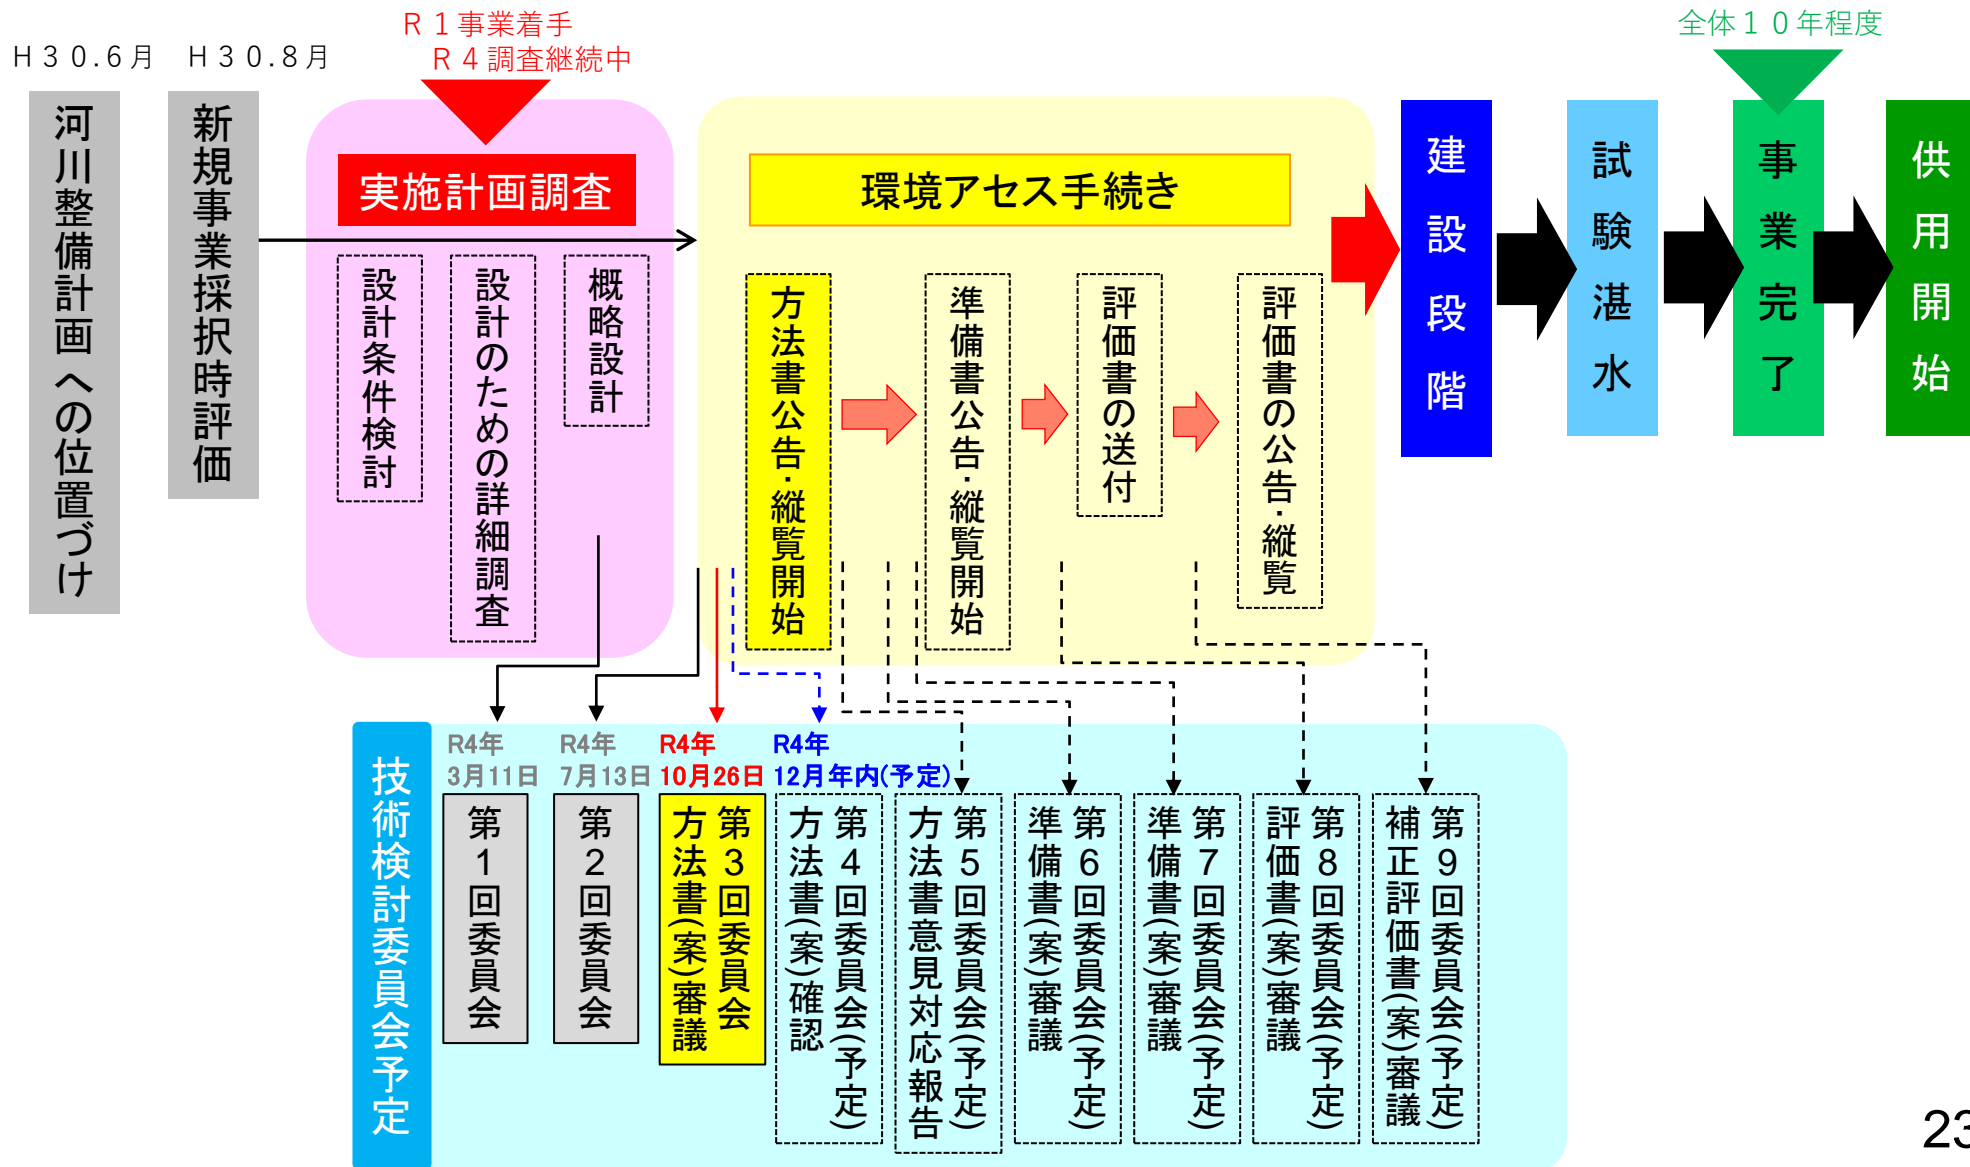 Ｈ３０.６月
Ｈ３０.８月
Ｒ１事業着手
Ｒ４調査継続中
全体１０年程度
河川整備計画への位置づけ
新規事業採択時評価
実施計画調査
設計条件検討
設計のための詳細調査
概略設計
環境アセス手続き
方法書公告・縦覧開始
準備書公告・縦覧開始
評価書の送付
評価書の公告・縦覧
建設段階
試験湛水
事業完了
供用開始
技術検討委員会予定
R4年
3月11日
第1回委員会
R4年
7月13日
第2回委員会
R4年
10月26日
第3回委員会
方法書(案)審議
R4年
12月年内(予定)
第4回委員会(予定)
方法書(案)確認
第5回委員会(予定)
方法書意見対応報告
第6回委員会(予定)
準備書(案)審議
第7回委員会(予定)
準備書(案)審議
第8回委員会(予定)
評価書(案)審議
第9回委員会(予定)
補正評価書(案)審議
23